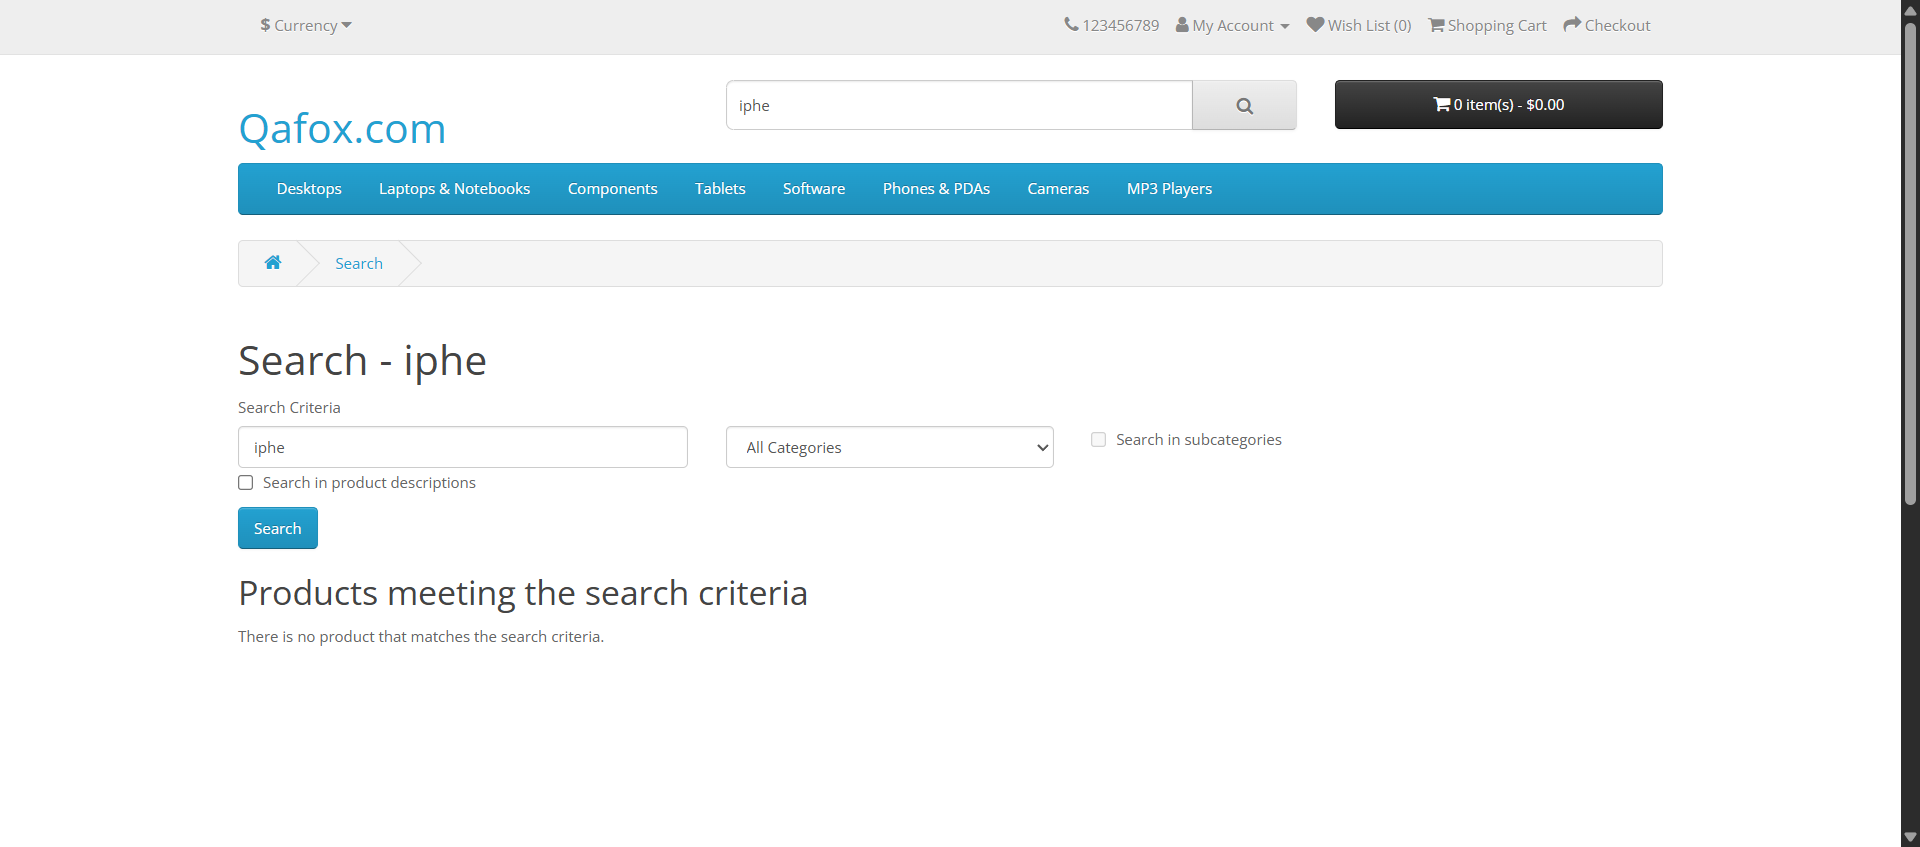 $ Currency
123456789 My Account Wish List (0) Shopping Cart Checkout
Qafox.com
iphe
0 item(s) - $0.00
Desktops Laptops & Notebooks Components Tablets Software Phones & PDAs Cameras MP3 Players
Search
Search - iphe
Search Criteria
iphe
All Categories
Search in subcategories
Search in product descriptions
Search
Products meeting the search criteria
There is no product that matches the search criteria.